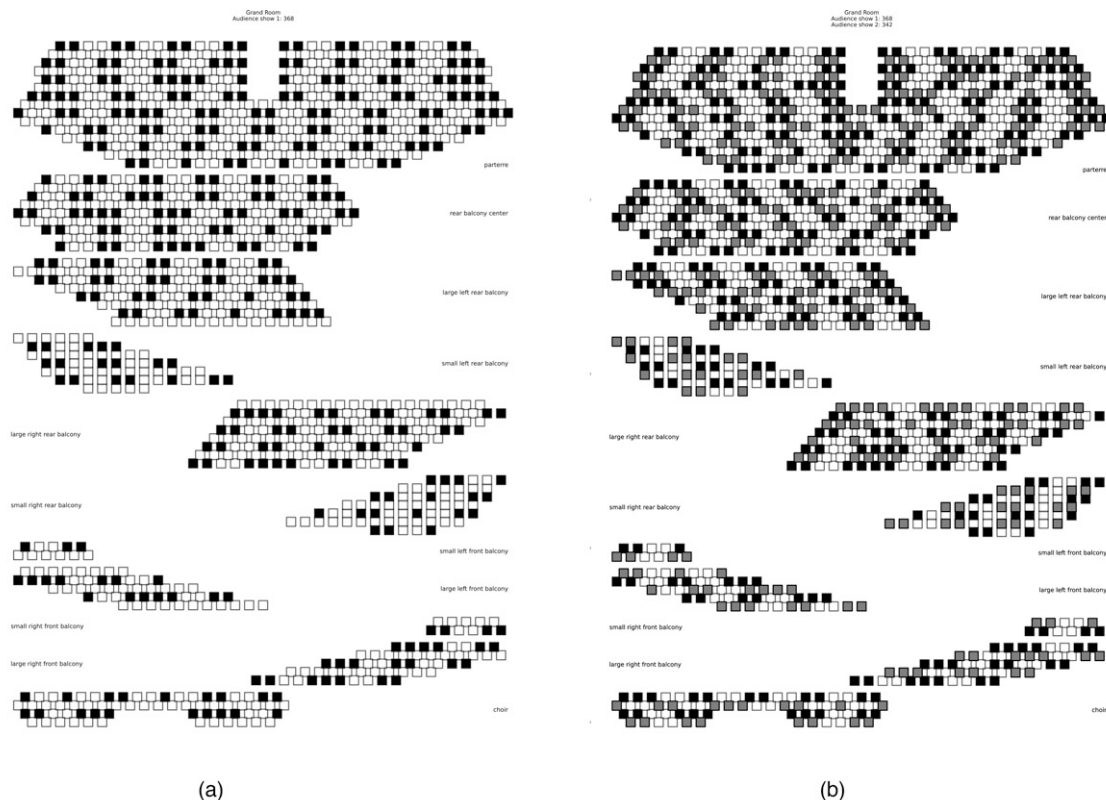 Grand Room
Audience show 1: 368
parterre
rear balcony center
large left rear balcony
small left rear balcony
large right rear balcony
small right rear balcony
small left front balcony
large left front balcony
small right front balcony
large right front balcony
choir
(a)
Grand Room
Audience show 1: 368
Audience show 2: 342
parterre
rear balcony center
large left rear balcony
small left rear balcony
large right rear balcony
small right rear balcony
small left front balcony
large left front balcony
small right front balcony
large right front balcony
choir
(b)